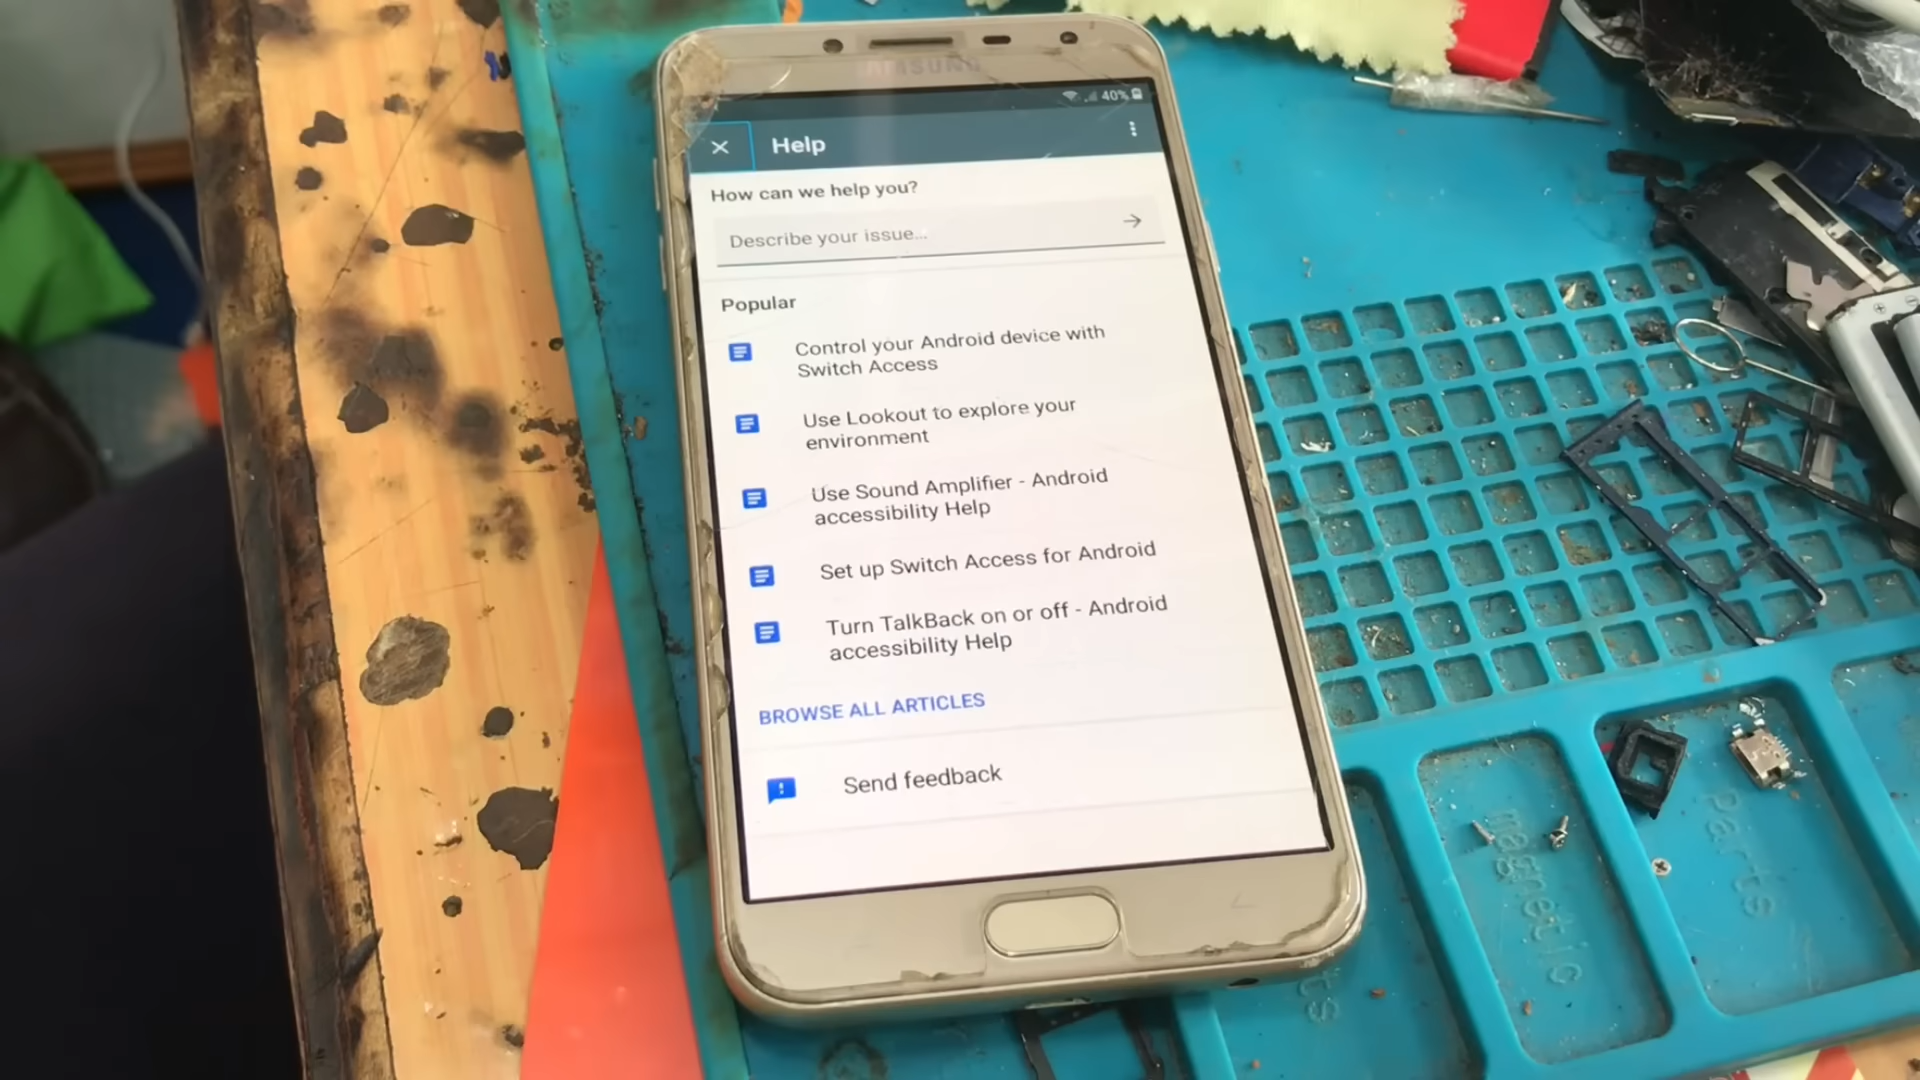 SAMSUNG
40%
Help
How can we help you?
Describe your issue...
Popular
Control your Android device with
Switch Access
Use Lookout to explore your
environment
Use Sound Amplifier - Android
accessibility Help
Set up Switch Access for Android
Turn TalkBack on or off - Android
accessibility Help
BROWSE ALL ARTICLES
Send feedback
magnetic
Parts